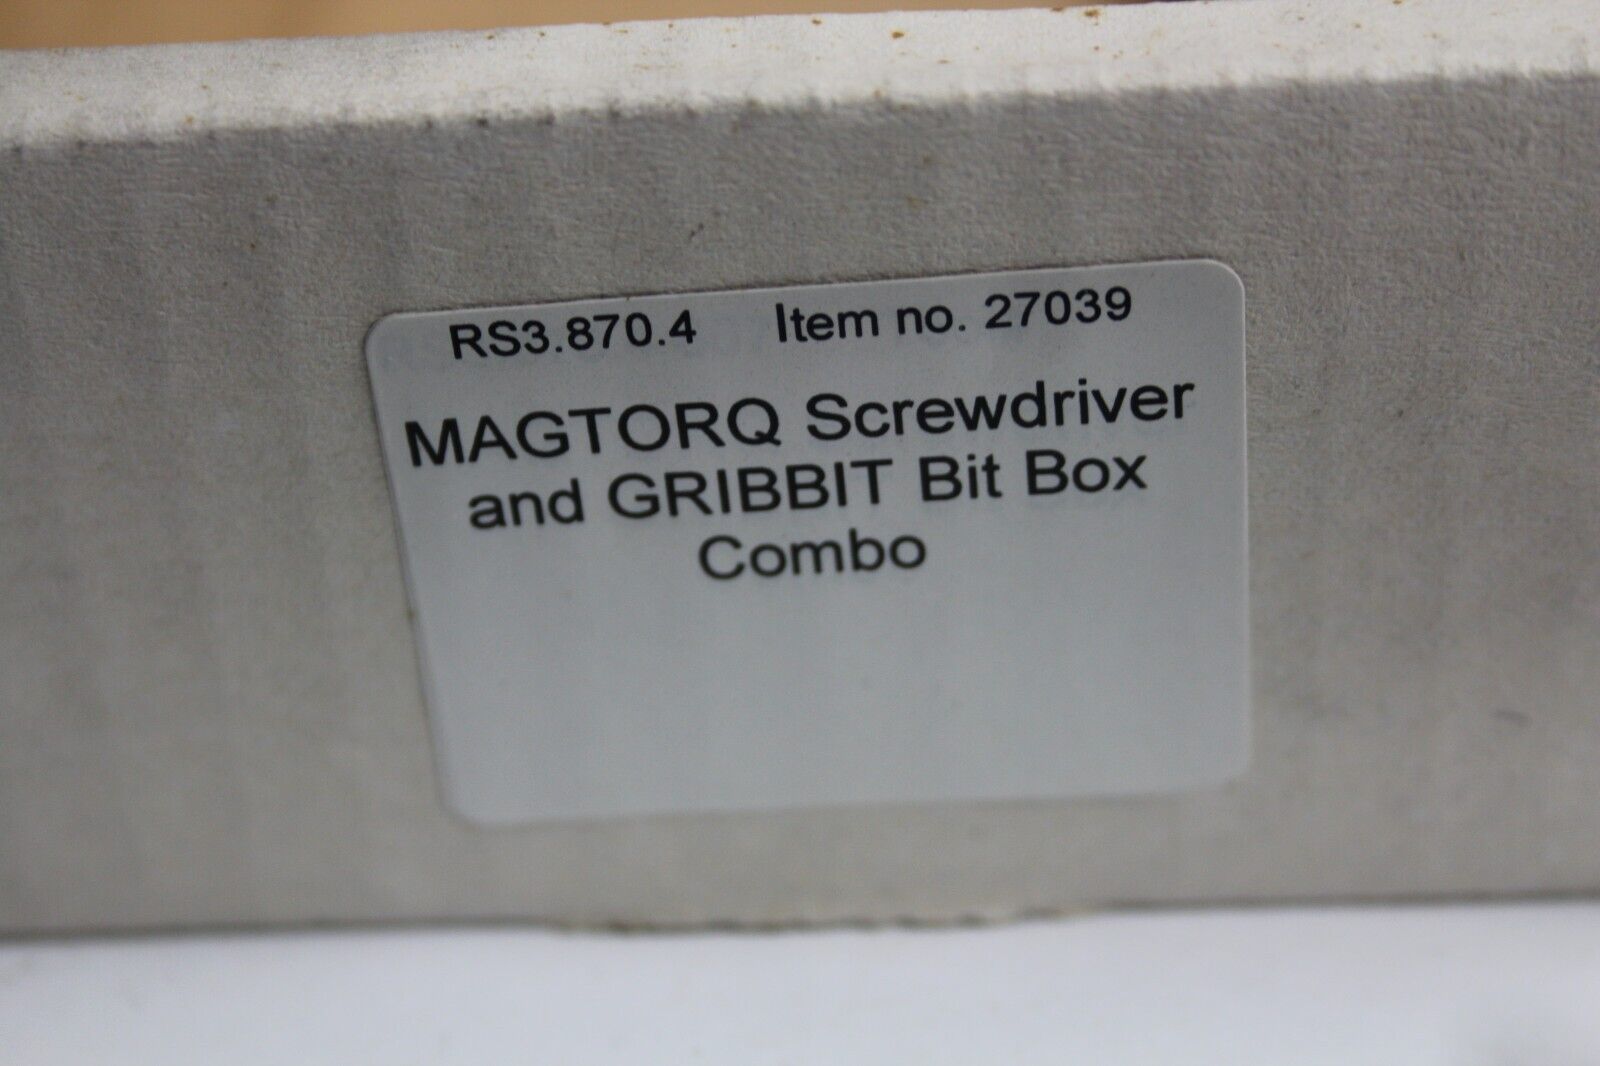 RS3.870.4 Item no. 27039
MAGTORQ Screwdriver
and GRIBBIT Bit Box
Combo